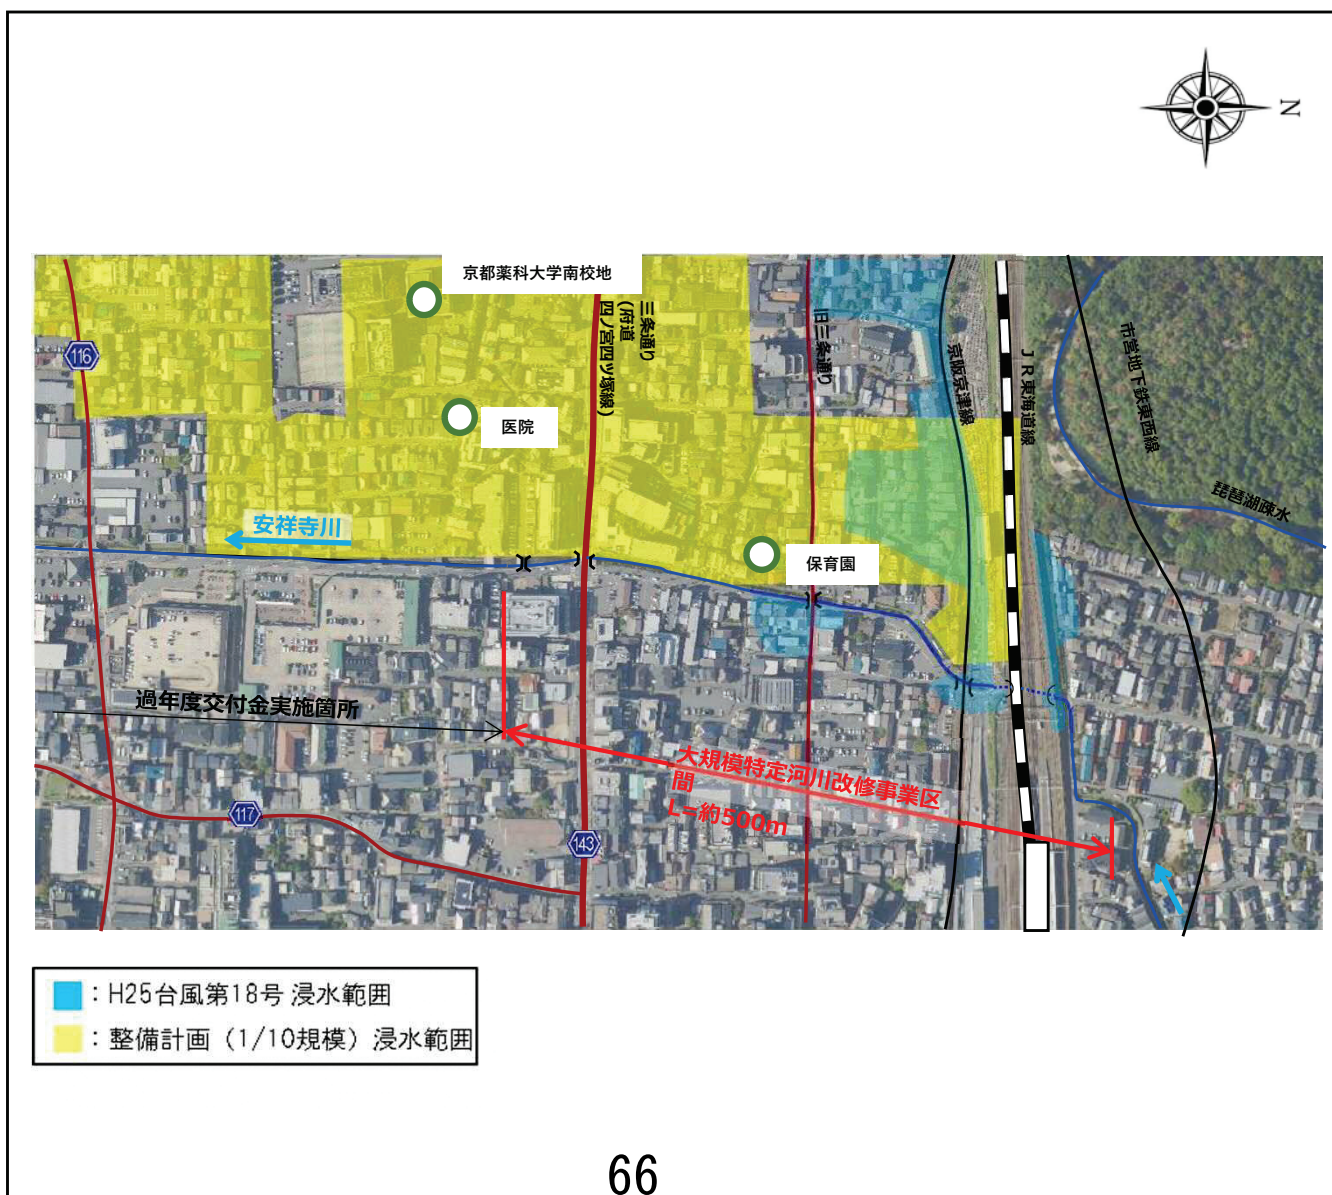 N
京都薬科大学南校地
三条通り
(府道
四ノ宮四ツ塚線)
旧三条通り
京阪京津線
JR東海道線
市営地下鉄東西線
琵琶湖疎水
116
医院
安祥寺川
保育園
過年度交付金実施箇所
大規模特定河川改修事業区
間
L=約500m
117
143
：H25台風第18号 浸水範囲
：整備計画（1/10規模）浸水範囲
66